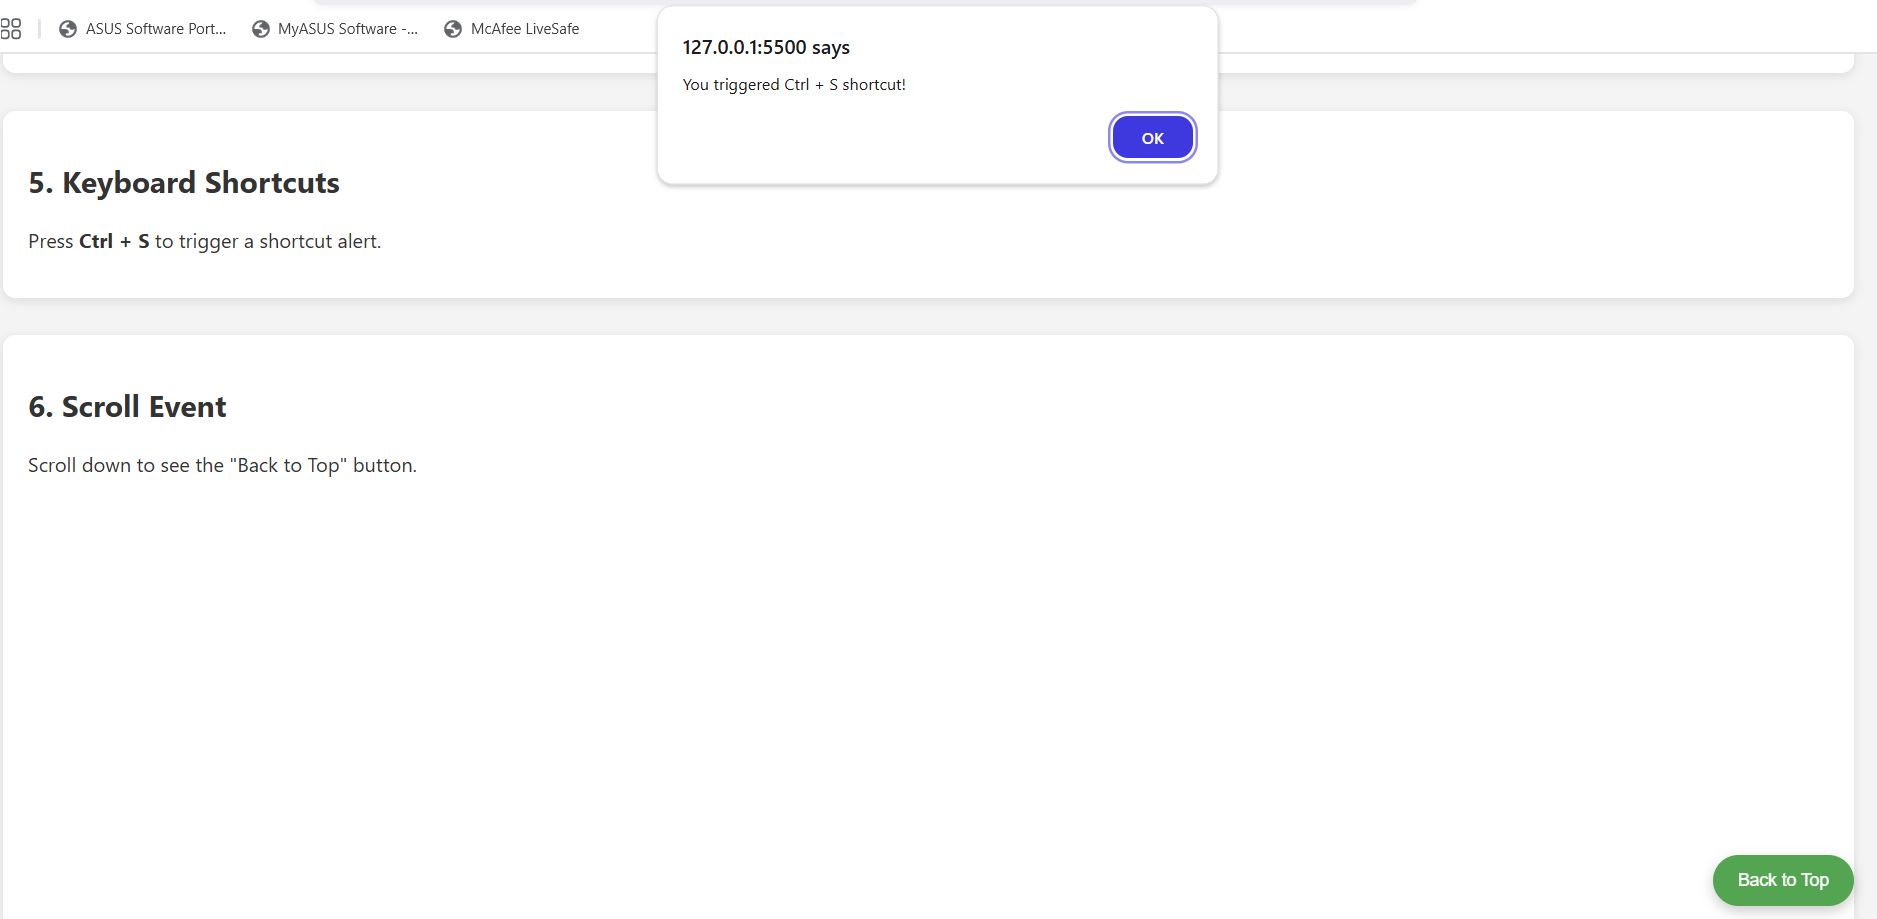 ASUS Software Port...
MyASUS Software -...
McAfee LiveSafe
127.0.0.1:5500 says
You triggered Ctrl + S shortcut!
OK
5. Keyboard Shortcuts
Press Ctrl + S to trigger a shortcut alert.
6. Scroll Event
Scroll down to see the "Back to Top" button.
Back to Top